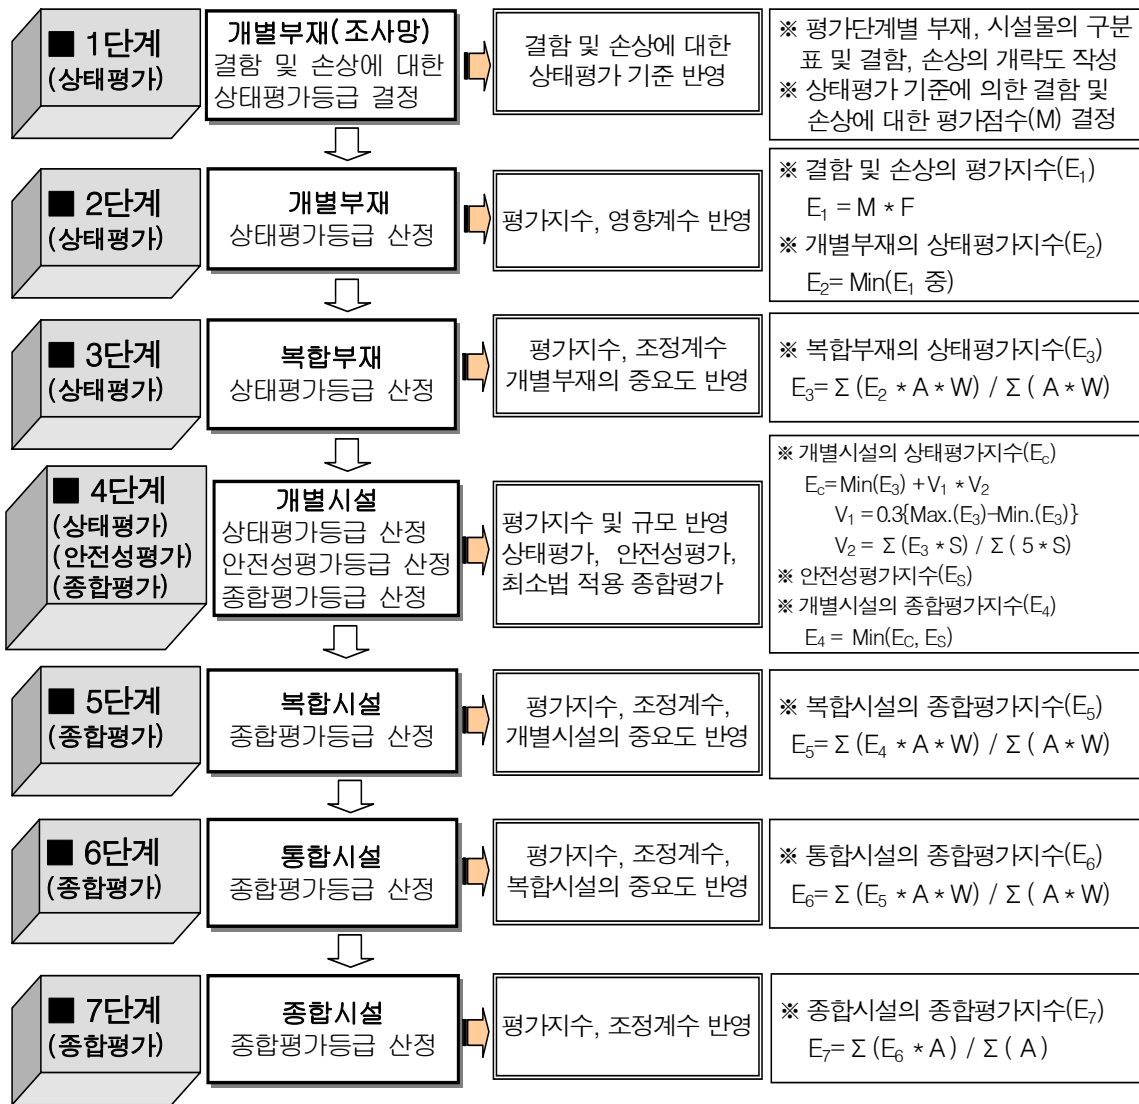 ■ 1단계
(상태평가)
개별부재(조사망)
결함 및 손상에 대한
상태평가등급 결정
결함 및 손상에 대한
상태평가 기준 반영
※ 평가단계별 부재, 시설물의 구분
표 및 결함, 손상의 개략도 작성
※ 상태평가 기준에 의한 결함 및
손상에 대한 평가점수(M) 결정
■ 2단계
(상태평가)
개별부재
상태평가등급 산정
평가지수, 영향계수 반영
※ 결함 및 손상의 평가지수(E₁)
E₁ = M * F
※ 개별부재의 상태평가지수(E₂)
E₂= Min(E₁ 중)
■ 3단계
(상태평가)
복합부재
상태평가등급 산정
평가지수, 조정계수
개별부재의 중요도 반영
※ 복합부재의 상태평가지수(E₃)
E₃= Σ (E₂ * A * W) / Σ ( A * W)
■ 4단계
(상태평가)
(안전성평가)
(종합평가)
개별시설
상태평가등급 산정
안전성평가등급 산정
종합평가등급 산정
평가지수 및 규모 반영
상태평가, 안전성평가,
최소법 적용 종합평가
※ 개별시설의 상태평가지수(Ec)
Ec=Min(E₃) +V₁ * V₂
V₁ =0.3{Max.(E₃)-Min.(E₃)}
V₂ = Σ (E₃ * S) / Σ ( 5 * S)
※ 안전성평가지수(ES)
※ 개별시설의 종합평가지수(E₄)
E₄ = Min(EC, ES)
■ 5단계
(종합평가)
복합시설
종합평가등급 산정
평가지수, 조정계수,
개별시설의 중요도 반영
※ 복합시설의 종합평가지수(E₅)
E₅= Σ (E₄ * A * W) / Σ ( A * W)
■ 6단계
(종합평가)
통합시설
종합평가등급 산정
평가지수, 조정계수,
복합시설의 중요도 반영
※ 통합시설의 종합평가지수(E₆)
E₆= Σ (E₅ * A * W) / Σ ( A * W)
■ 7단계
(종합평가)
종합시설
종합평가등급 산정
평가지수, 조정계수 반영
※ 종합시설의 종합평가지수(E₇)
E₇= Σ (E₆ * A) / Σ ( A)